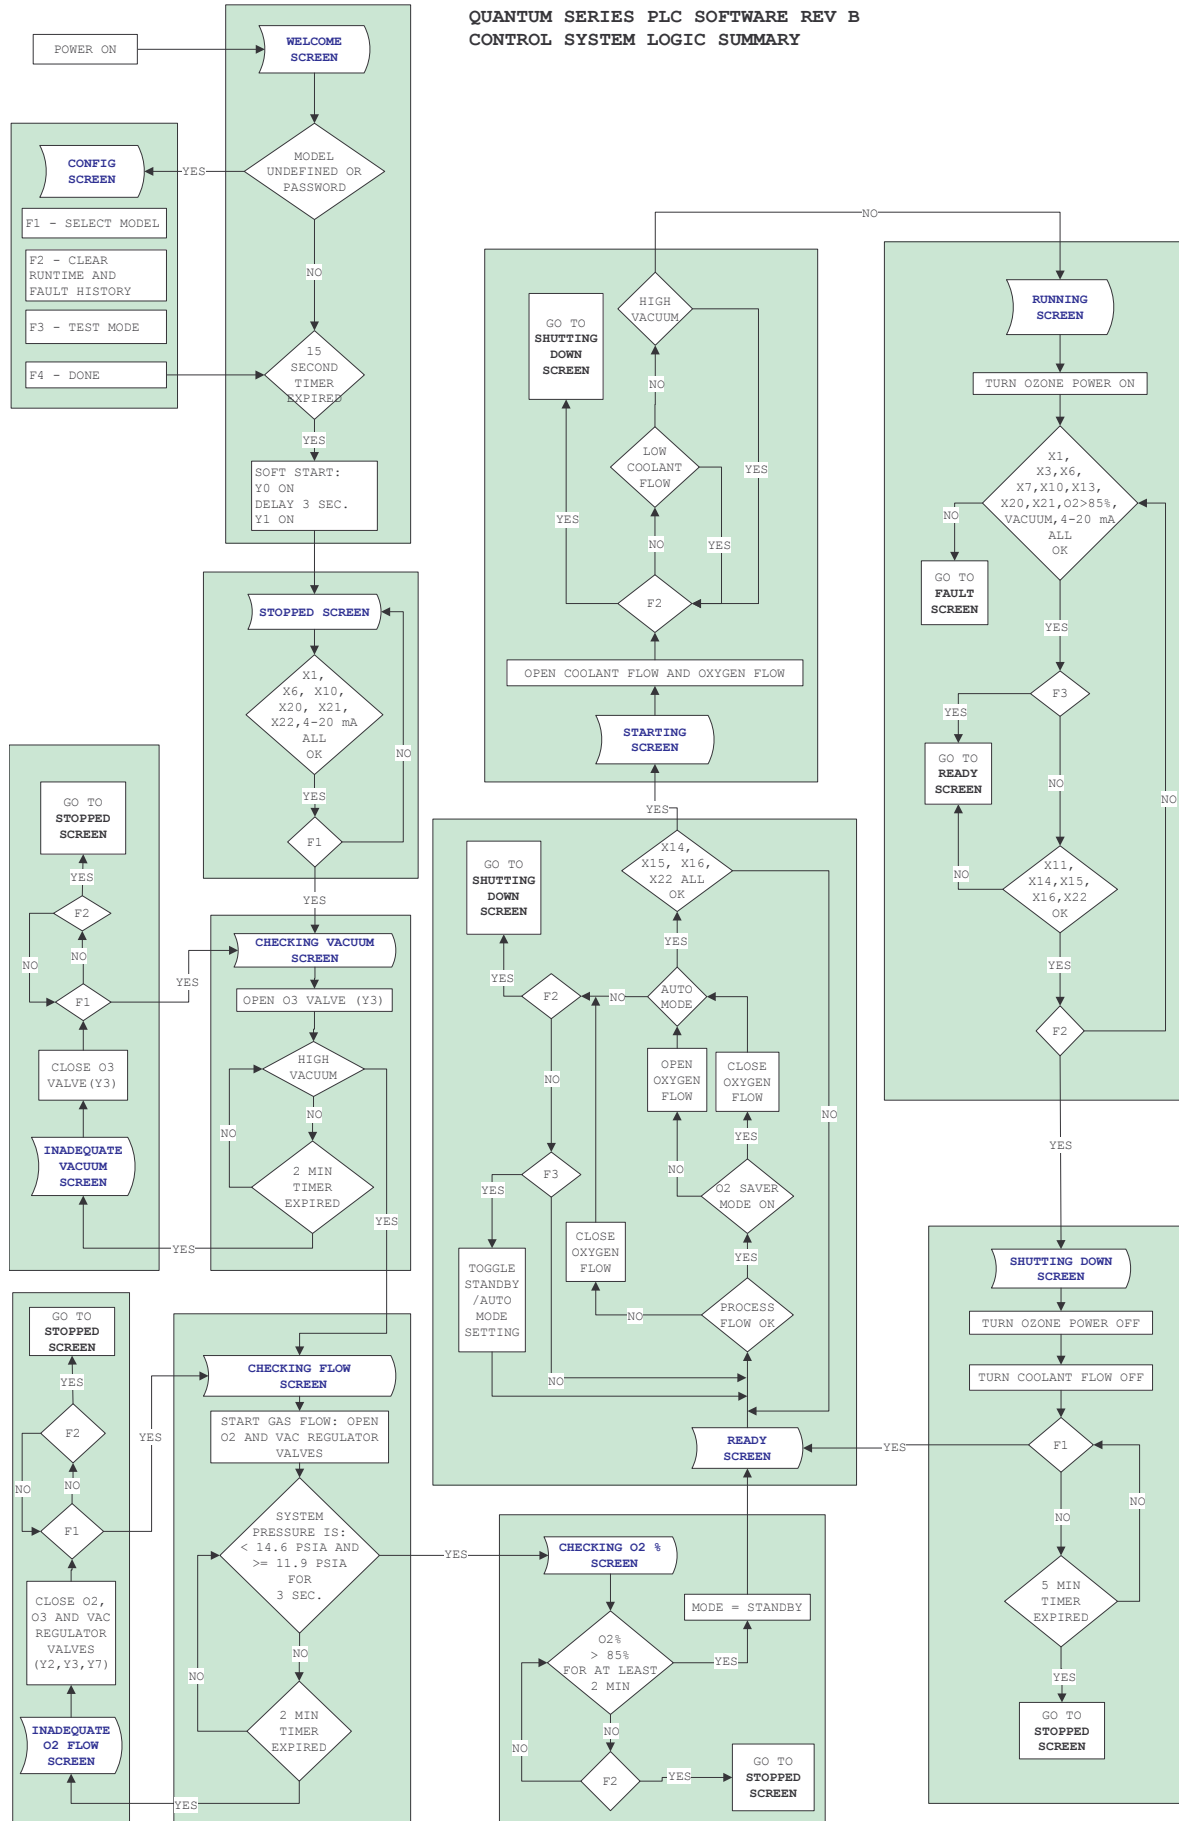 QUANTUM SERIES PLC SOFTWARE REV B
CONTROL SYSTEM LOGIC SUMMARY
POWER ON
WELCOME
SCREEN
MODEL
UNDEFINED OR
PASSWORD
YES
NO
CONFIG
SCREEN
F1 - SELECT MODEL
F2 - CLEAR
RUNTIME AND
FAULT HISTORY
F3 - TEST MODE
F4 - DONE
15
SECOND
TIMER
EXPIRED
YES
SOFT START:
Y0 ON
DELAY 3 SEC.
Y1 ON
STOPPED SCREEN
X1,
X6, X10,
X20, X21,
X22,4-20 mA
ALL
OK
NO
YES
F1
YES
GO TO
STOPPED
SCREEN
YES
F2
NO
NO
F1
YES
CLOSE O3
VALVE(Y3)
INADEQUATE
VACUUM
SCREEN
CHECKING VACUUM
SCREEN
OPEN O3 VALVE (Y3)
HIGH
VACUUM
NO
NO
2 MIN
TIMER
EXPIRED
YES
YES
GO TO
STOPPED
SCREEN
YES
F2
NO
NO
F1
YES
CLOSE O2,
O3 AND VAC
REGULATOR
VALVES
(Y2,Y3,Y7)
INADEQUATE
O2 FLOW
SCREEN
CHECKING FLOW
SCREEN
START GAS FLOW: OPEN
O2 AND VAC REGULATOR
VALVES
SYSTEM
PRESSURE IS:
< 14.6 PSIA AND
>= 11.9 PSIA
FOR
3 SEC.
YES
NO
NO
2 MIN
TIMER
EXPIRED
YES
CHECKING O2 %
SCREEN
MODE = STANDBY
O2%
> 85%
FOR AT LEAST
2 MIN
YES
NO
NO
F2
YES
GO TO
STOPPED
SCREEN
YES
X14,
X15, X16,
X22 ALL
OK
GO TO
SHUTTING
DOWN
SCREEN
YES
YES
F2
NO
AUTO
MODE
NO
OPEN
OXYGEN
FLOW
CLOSE
OXYGEN
FLOW
NO
YES
NO
F3
YES
O2 SAVER
MODE ON
YES
CLOSE
OXYGEN
FLOW
TOGGLE
STANDBY
/AUTO
MODE
SETTING
NO
PROCESS
FLOW OK
NO
READY
SCREEN
YES
NO
HIGH
VACUUM
GO TO
SHUTTING
DOWN
SCREEN
NO
LOW
COOLANT
FLOW
YES
YES
NO
YES
F2
OPEN COOLANT FLOW AND OXYGEN FLOW
STARTING
SCREEN
RUNNING
SCREEN
TURN OZONE POWER ON
X1,
X3,X6,
X7,X10,X13,
X20,X21,O2>85%,
VACUUM,4-20 mA
ALL
OK
NO
GO TO
FAULT
SCREEN
YES
F3
YES
GO TO
READY
SCREEN
NO
NO
NO
X11,
X14,X15,
X16,X22
OK
YES
F2
YES
SHUTTING DOWN
SCREEN
TURN OZONE POWER OFF
TURN COOLANT FLOW OFF
F1
NO
NO
5 MIN
TIMER
EXPIRED
YES
GO TO
STOPPED
SCREEN